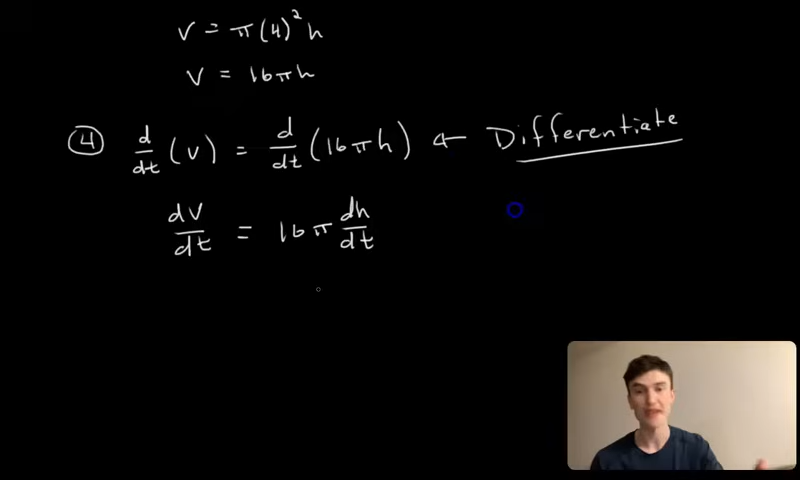 V = π(4)²h
V = 16πh
④ d/dt (V) = d/dt (16πh) ← Differentiate
dV/dt = 16π dh/dt